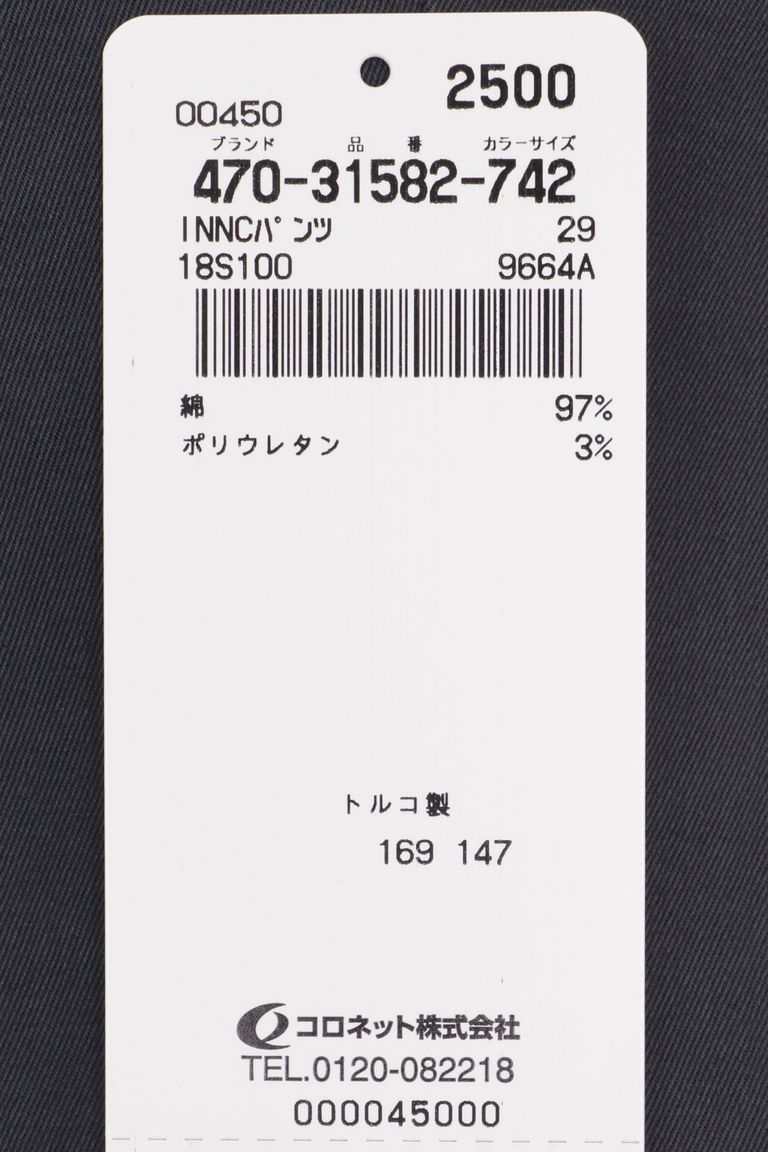 2500
00450
ブランド 品 番 カラーサイズ
470-31582-742
INNCパンツ 29
18S100 9664A
綿 97%
ポリウレタン 3%
トルコ製
169 147
コロネット株式会社
TEL.0120-082218
000045000